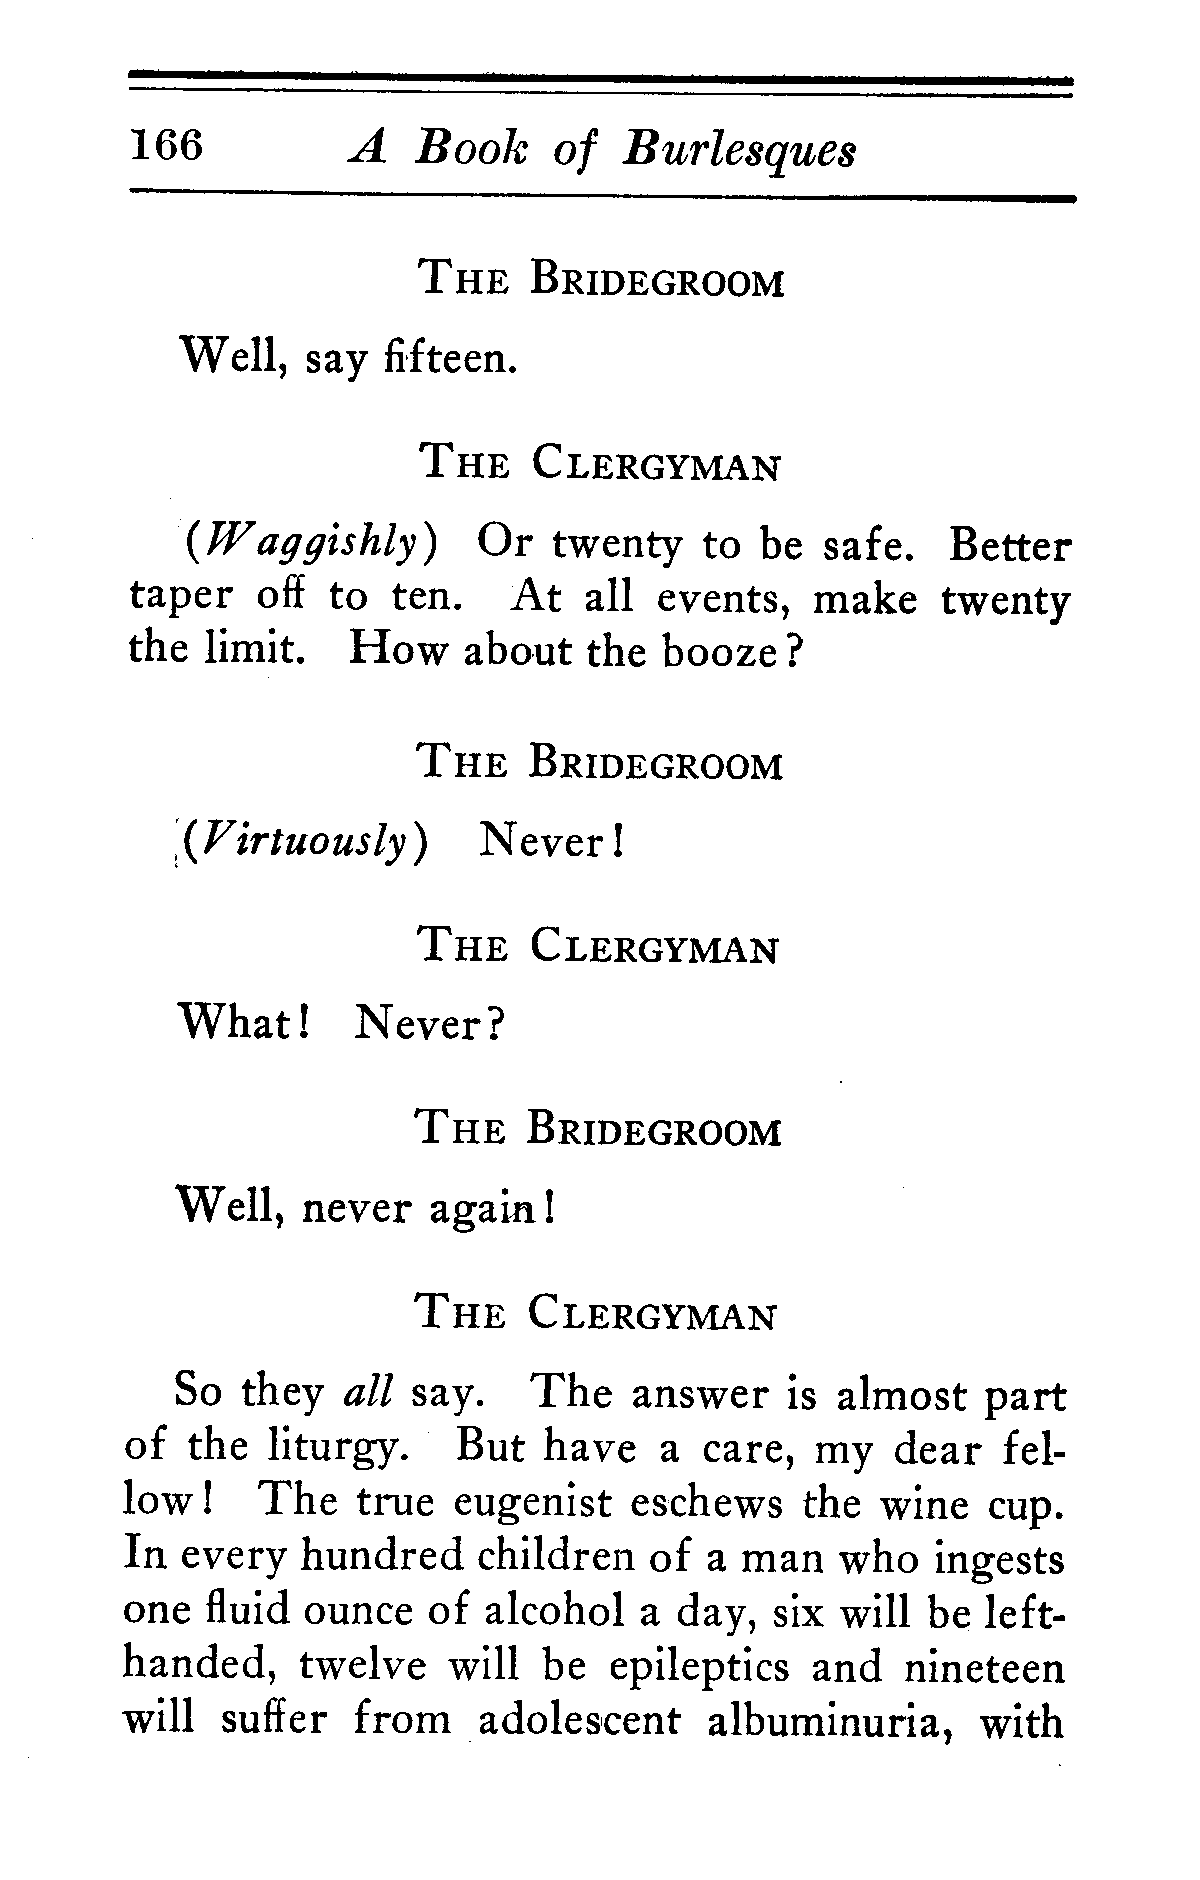 166 A Book of Burlesques
The Bridegroom
Well, say fifteen.
The Clergyman
(Waggishly) Or twenty to be safe. Better
taper off to ten. At all events, make twenty
the limit. How about the booze?
The Bridegroom
(Virtuously) Never!
The Clergyman
What! Never?
The Bridegroom
Well, never again!
The Clergyman
So they all say. The answer is almost part
of the liturgy. But have a care, my dear fel-
low! The true eugenist eschews the wine cup.
In every hundred children of a man who ingests
one fluid ounce of alcohol a day, six will be left-
handed, twelve will be epileptics and nineteen
will suffer from adolescent albuminuria, with